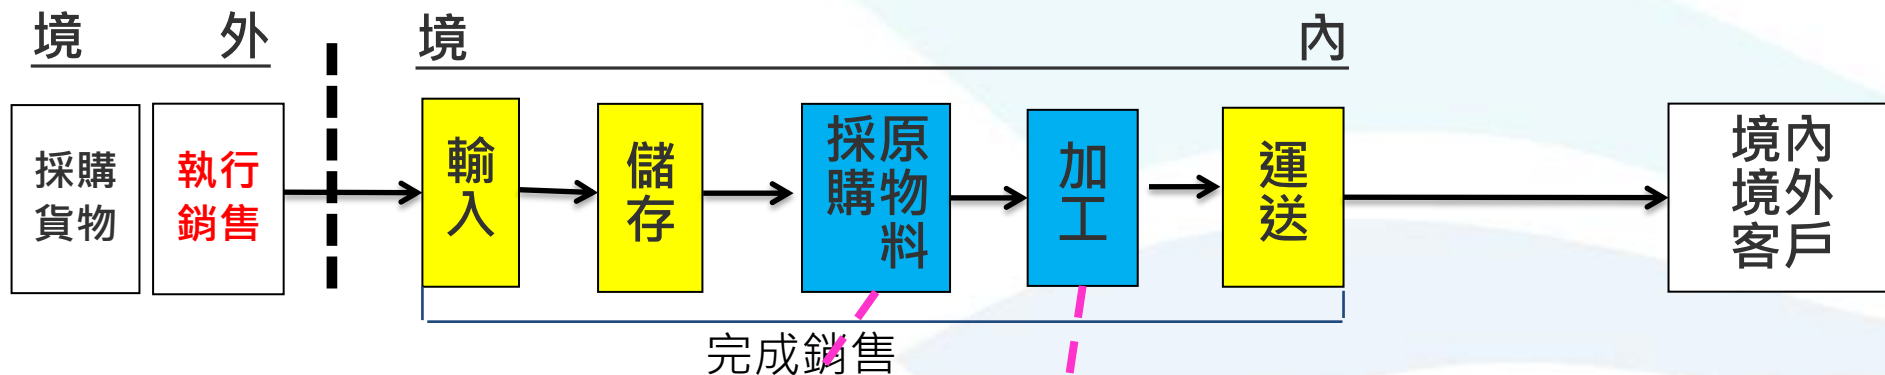 境外
境內
採購
貨物
執行
銷售
輸入
儲存
原物料
採購
加工
運送
境內
境外
客戶
完成銷售